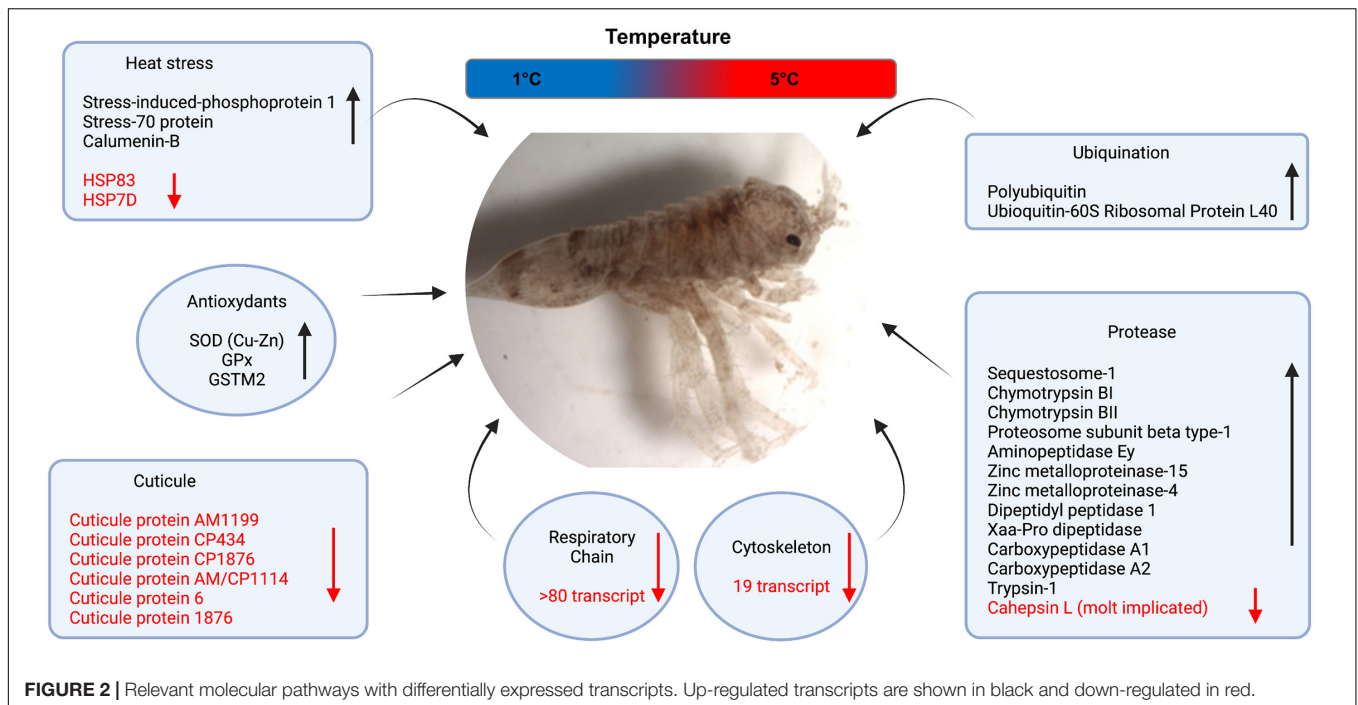 Temperature
1°C
5°C
Heat stress
Stress-induced-phosphoprotein 1
Stress-70 protein
Calumenin-B
HSP83
HSP7D
Antioxydants
SOD (Cu-Zn)
GPx
GSTM2
Cuticule
Cuticule protein AM1199
Cuticule protein CP434
Cuticule protein CP1876
Cuticule protein AM/CP1114
Cuticule protein 6
Cuticule protein 1876
Respiratory
Chain
>80 transcript
Cytoskeleton
19 transcript
Ubiquination
Polyubiquitin
Ubioquitin-60S Ribosomal Protein L40
Protease
Sequestosome-1
Chymotrypsin BI
Chymotrypsin BII
Proteosome subunit beta type-1
Aminopeptidase Ey
Zinc metalloproteinase-15
Zinc metalloproteinase-4
Dipeptidyl peptidase 1
Xaa-Pro dipeptidase
Carboxypeptidase A1
Carboxypeptidase A2
Trypsin-1
Cahepsin L (molt implicated)
FIGURE 2 | Relevant molecular pathways with differentially expressed transcripts. Up-regulated transcripts are shown in black and down-regulated in red.